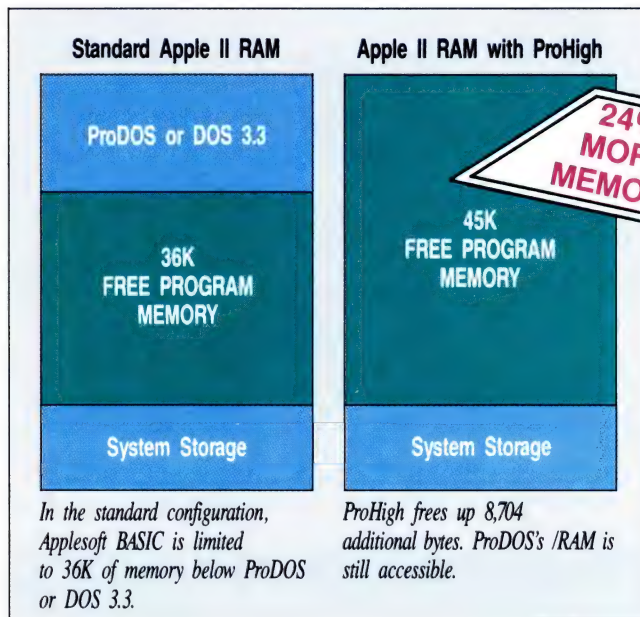 Standard Apple II RAM
ProDOS or DOS 3.3
36K
FREE PROGRAM
MEMORY
System Storage
In the standard configuration,
Applesoft BASIC is limited
to 36K of memory below ProDOS
or DOS 3.3.
Apple II RAM with ProHigh
24
45K
FREE PROGRAM
MEMORY
System Storage
ProHigh frees up 8,704
additional bytes. ProDOS's /RAM is
still accessible.